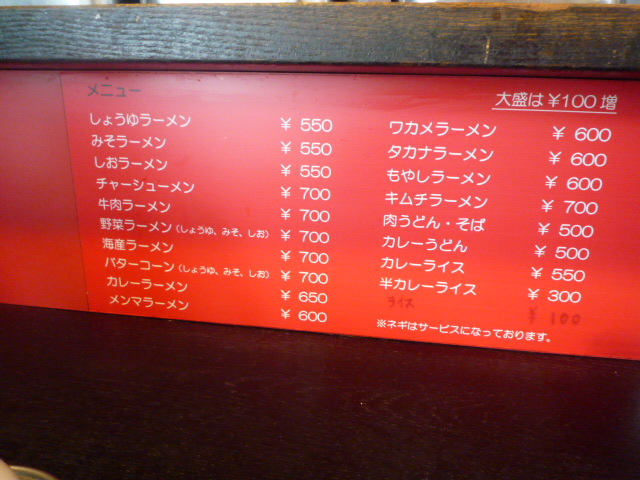 メニュー
大盛は ¥100 増
しょうゆラーメン ¥ 550
みそラーメン ¥ 550
しおラーメン ¥ 550
チャーシューメン ¥ 700
牛肉ラーメン ¥ 700
野菜ラーメン（しょうゆ、みそ、しお） ¥ 700
海産ラーメン ¥ 700
バターコーン（しょうゆ、みそ、しお） ¥ 700
カレーラーメン ¥ 650
メンマラーメン ¥ 600
ワカメラーメン ¥ 600
タカナラーメン ¥ 600
もやしラーメン ¥ 600
キムチラーメン ¥ 700
肉うどん・そば ¥ 500
カレーうどん ¥ 500
カレーライス ¥ 550
半カレーライス ¥ 300
ライス ¥ 100
※ネギはサービスになっております。